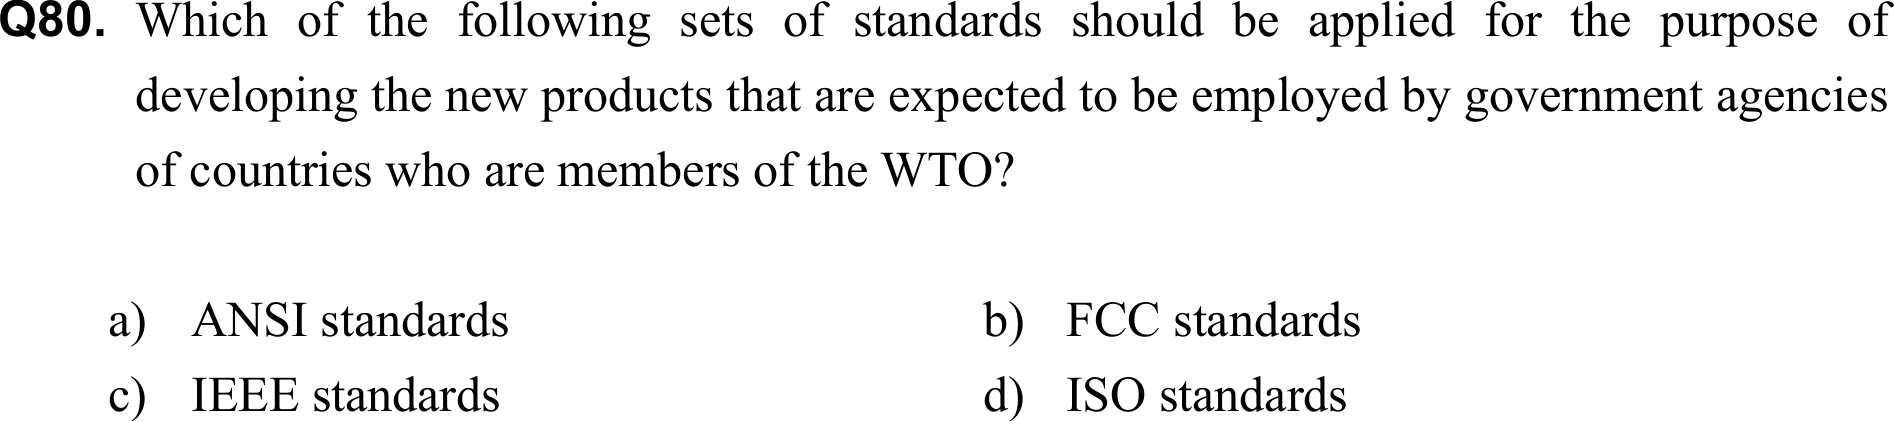 Q80. Which of the following sets of standards should be applied for the purpose of
developing the new products that are expected to be employed by government agencies
of countries who are members of the WTO?
a) ANSI standards b) FCC standards
c) IEEE standards d) ISO standards